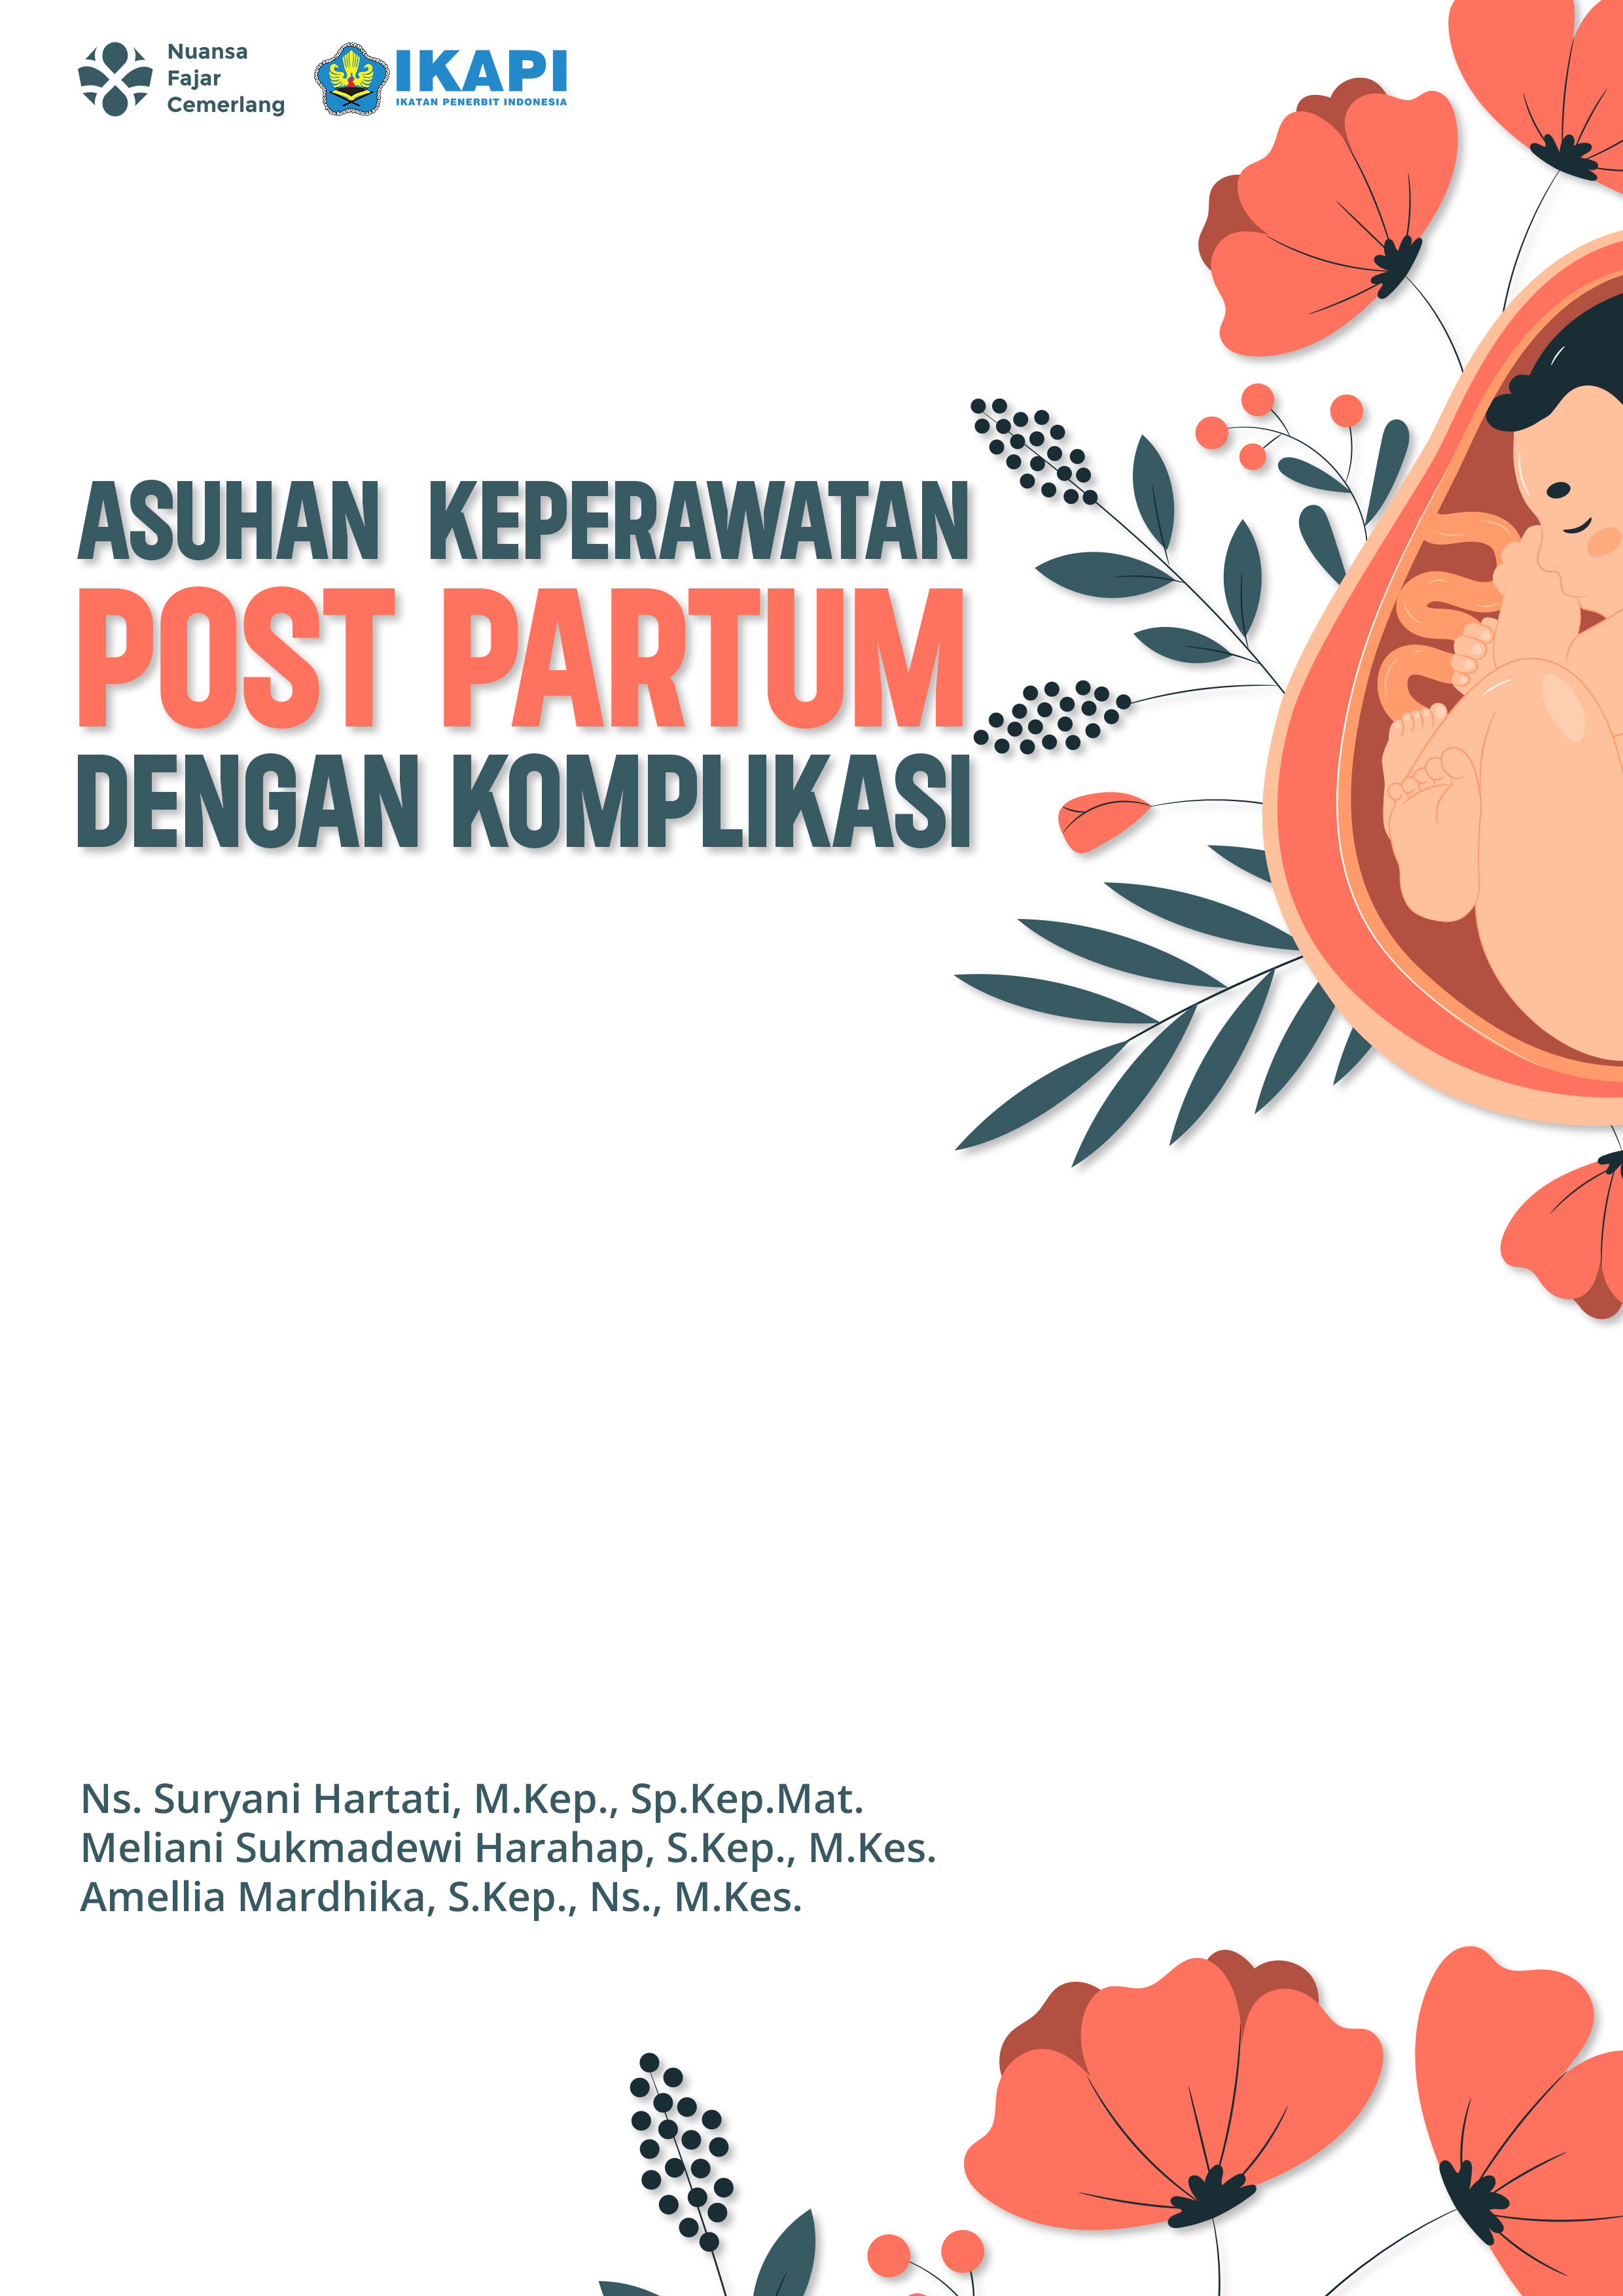 Nuansa
Fajar
Cemerlang
IKAPI
IKATAN PENERBIT INDONESIA
ASUHAN KEPERAWATAN
POST PARTUM
DENGAN KOMPLIKASI
Ns. Suryani Hartati, M.Kep., Sp.Kep.Mat.
Meliani Sukmadewi Harahap, S.Kep., M.Kes.
Amellia Mardhika, S.Kep., Ns., M.Kes.